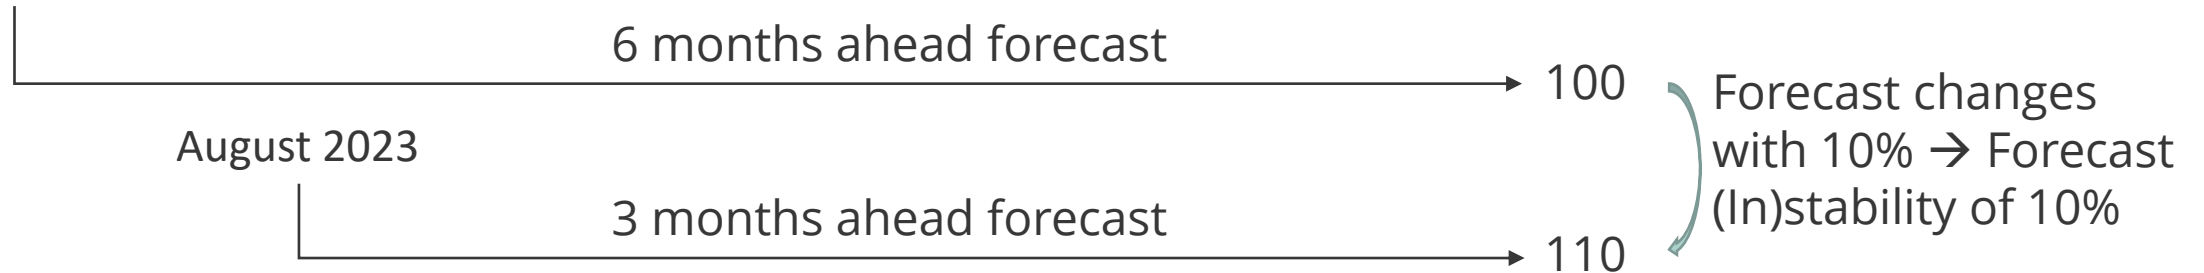 6 months ahead forecast
100
Forecast changes
with 10% → Forecast
(In)stability of 10%
August 2023
3 months ahead forecast
110